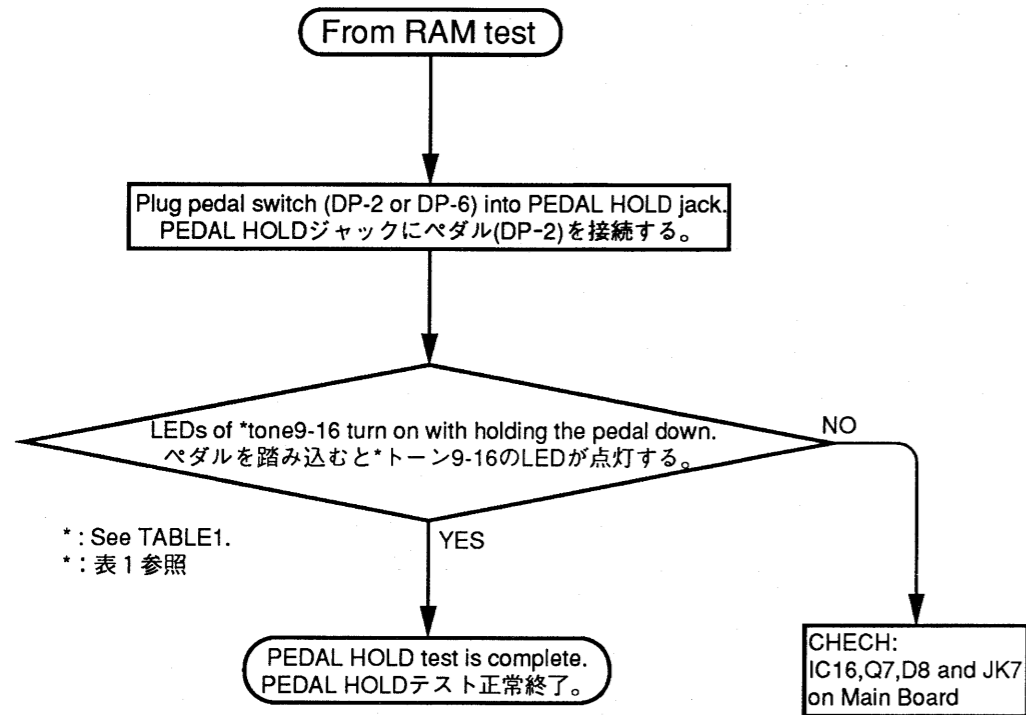 From RAM test
Plug pedal switch (DP-2 or DP-6) into PEDAL HOLD jack.
PEDAL HOLDジャックにペダル(DP-2)を接続する。
LEDs of *tone9-16 turn on with holding the pedal down.
ペダルを踏み込むと*トーン9-16のLEDが点灯する。
NO
* : See TABLE1.
* : 表1参照
YES
PEDAL HOLD test is complete.
PEDAL HOLDテスト正常終了。
CHECH:
IC16,Q7,D8 and JK7
on Main Board